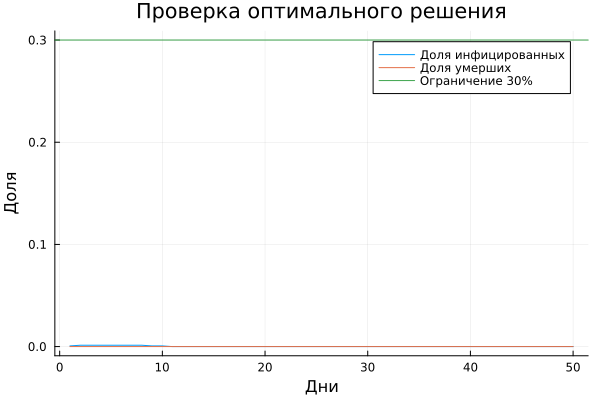 Проверка оптимального решения
Доля инфицированных
Доля умерших
Ограничение 30%
0.3
0.2
0.1
0.0
Доля
0 10 20 30 40 50
Дни